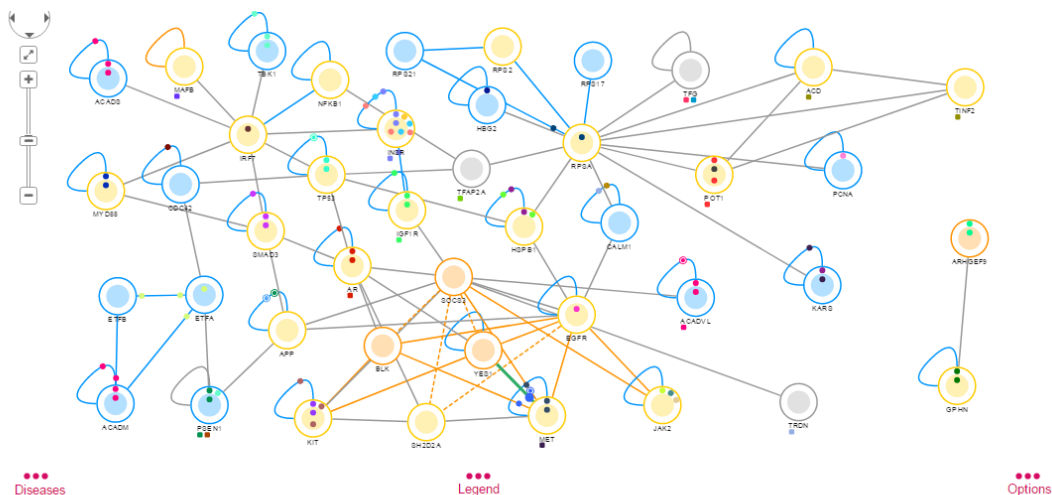 TBK1
RPS21
RPS2
RPS17
ACADS
MAFB
NFKB1
TFG
ACD
TINF2
HBG2
IRF7
INSR
RPSA
TFAP2A
POT1
PCNA
MYD88
CDC42
TP53
IGF1R
SMAD3
HSPB1
CALM1
ARHGEF9
AR
SOCS3
KARS
ETFB
ETFA
APP
EGFR
ACADVL
BLK
YES1
ACADM
PSEN1
KIT
SH2D2A
MET
JAK2
TRDN
GPHN
Diseases
Legend
Options